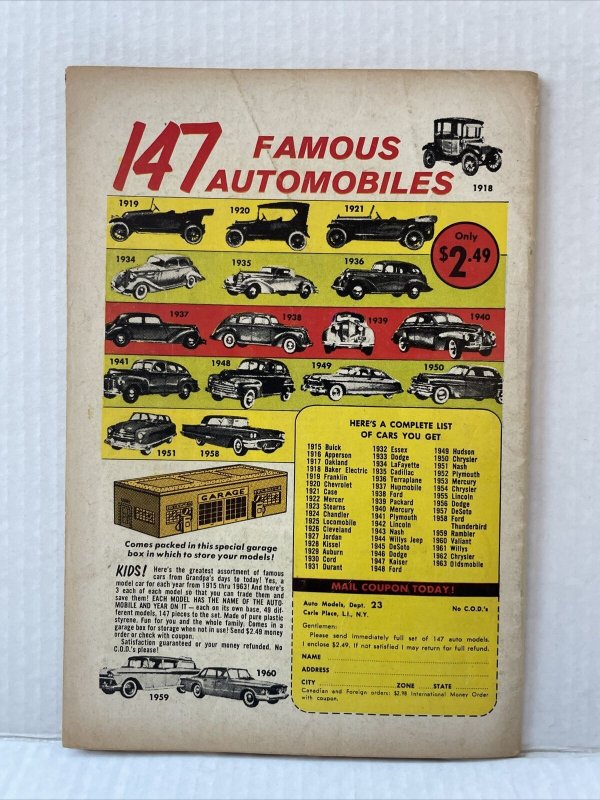 147 FAMOUS
AUTOMOBILES
1918
1919
1920
1921
Only
$2.49
1934
1935
1936
1937
1938
1939
1940
1941
1948
1949
1950
1951
1958
GARAGE
Comes packed in this special garage
box in which to store your models!
KIDS! Here's the greatest assortment of famous
cars from Grandpa's days to today! Yes, a
model car for each year from 1915 thru 1963! And there's
3 each of each model so that you can trade them and
save them! EACH MODEL HAS THE NAME OF THE AUTO-
MOBILE AND YEAR ON IT — each on its own base, 49 dif-
ferent models, 147 pieces to the set. Made of pure plastic
styrene. Fun for you and the whole family. Comes in a
garage box for storage when not in use! Send $2.49 money
order or check with coupon.
Satisfaction guaranteed or your money refunded. No
C.O.D.'s please!
1959
1960
HERE'S A COMPLETE LIST
OF CARS YOU GET
1915 Buick
1916 Apperson
1917 Oakland
1918 Baker Electric
1919 Franklin
1920 Chevrolet
1921 Case
1922 Mercer
1923 Stearns
1924 Chandler
1925 Locomobile
1926 Cleveland
1927 Jordan
1928 Kissel
1929 Auburn
1930 Cord
1931 Durant
1932 Essex
1933 Dodge
1934 LaFayette
1935 Cadillac
1936 Terraplane
1937 Hupmobile
1938 Ford
1939 Packard
1940 Mercury
1941 Plymouth
1942 Lincoln
1943 Nash
1944 Willys Jeep
1945 DeSoto
1946 Dodge
1947 Kaiser
1948 Ford
1949 Hudson
1950 Chrysler
1951 Nash
1952 Plymouth
1953 Mercury
1954 Chrysler
1955 Lincoln
1956 Dodge
1957 DeSoto
1958 Ford
Thunderbird
1959 Rambler
1960 Valiant
1961 Willys
1962 Chrysler
1963 Oldsmobile
MAIL COUPON TODAY!
Auto Models, Dept. 23 No C.O.D.'s
Carle Place, L.I., N.Y.
Gentlemen:
Please send immediately full set of 147 auto models.
I enclose $2.49. If not satisfied I may return for full refund.
NAME
ADDRESS
CITY ZONE STATE
Canadian and Foreign orders: $2.98 International Money Order
with coupon.